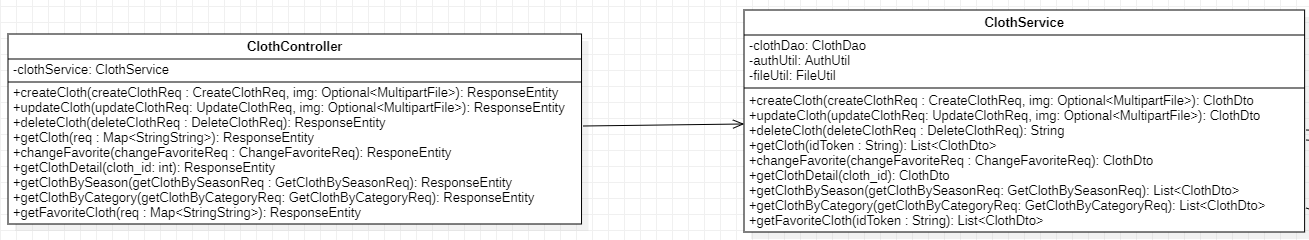 ClothController
-clothService: ClothService
+createCloth(createClothReq : CreateClothReq, img: Optional<MultipartFile>): ResponseEntity
+updateCloth(updateClothReq: UpdateClothReq, img: Optional<MultipartFile>): ResponseEntity
+deleteCloth(deleteClothReq : DeleteClothReq): ResponseEntity
+getCloth(req : Map<StringString>): ResponseEntity
+changeFavorite(changeFavoriteReq : ChangeFavoriteReq): ResponeEntity
+getClothDetail(cloth_id: int): ResponseEntity
+getClothBySeason(getClothBySeasonReq : GetClothBySeasonReq): ResponseEntity
+getClothByCategory(getClothByCategoryReq: GetClothByCategoryReq): ResponseEntity
+getFavoriteCloth(req : Map<StringString>): ResponseEntity
ClothService
-clothDao: ClothDao
-authUtil: AuthUtil
-fileUtil: FileUtil
+createCloth(createClothReq : CreateClothReq, img: Optional<MultipartFile>): ClothDto
+updateCloth(updateClothReq: UpdateClothReq, img: Optional<MultipartFile>): ClothDto
+deleteCloth(deleteClothReq : DeleteClothReq): String
+getCloth(idToken : String): List<ClothDto>
+changeFavorite(changeFavoriteReq : ChangeFavoriteReq): ClothDto
+getClothDetail(cloth_id): ClothDto
+getClothBySeason(getClothBySeasonReq: GetClothBySeasonReq): List<ClothDto>
+getClothByCategory(getClothByCategoryReq: GetClothByCategoryReq): List<ClothDto>
+getFavoriteCloth(idToken : String): List<ClothDto>